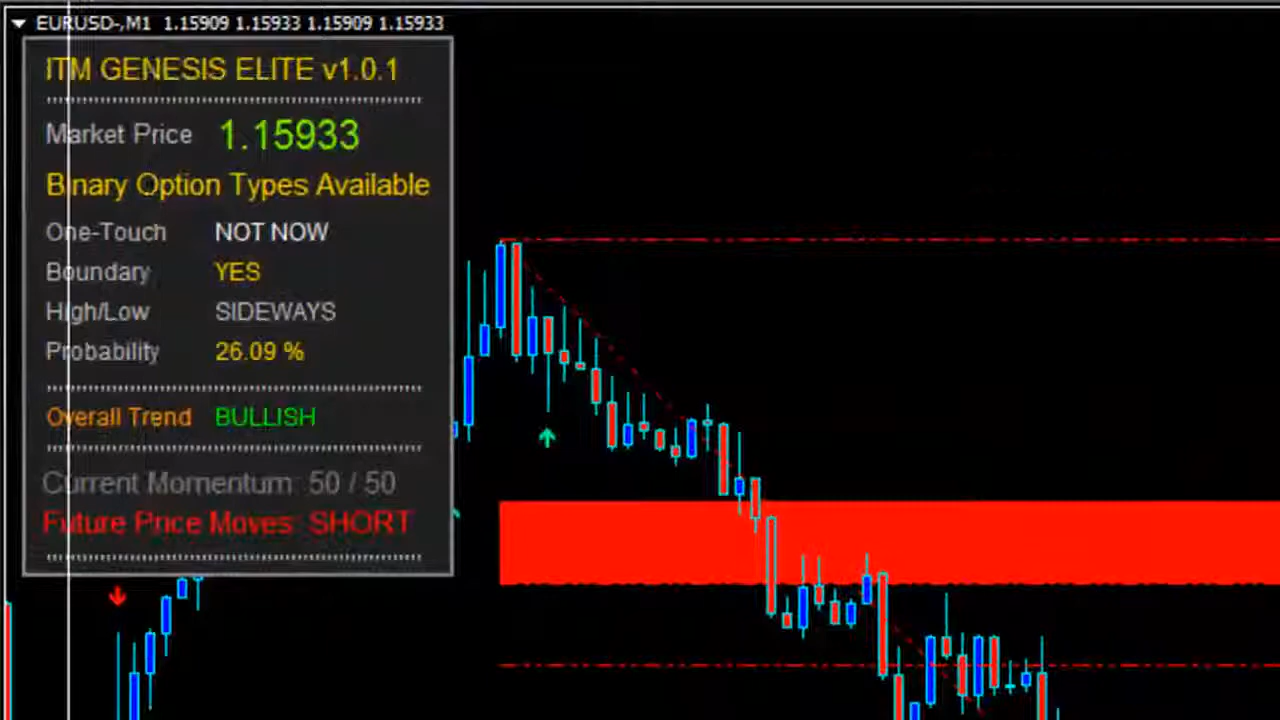 EURUSD-,M1 1.15909 1.15933 1.15909 1.15933
ITM GENESIS ELITE v1.0.1
Market Price 1.15933
Binary Option Types Available
One-Touch NOT NOW
Boundary YES
High/Low SIDEWAYS
Probability 26.09 %
Overall Trend BULLISH
Current Momentum: 50 / 50
Future Price Moves: SHORT